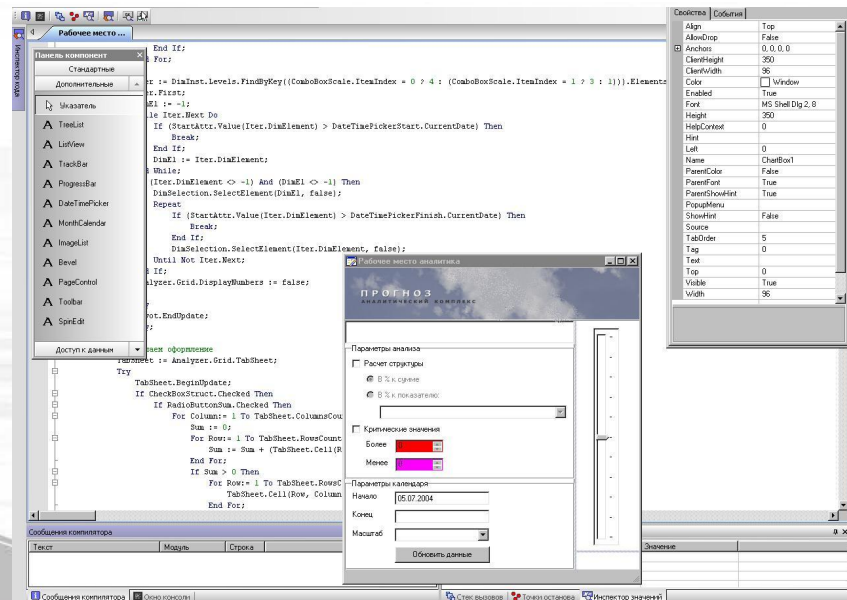 Рабочее место ...
Инспектор кода
Панель компонент
Стандартные
Дополнительные
Указатель
TreeList
ListView
TrackBar
ProgressBar
DateTimePicker
MonthCalendar
ImageList
Bevel
PageControl
Toolbar
SpinEdit
Доступ к данным
End If;
For;
:= DimInst.Levels.FindByKey((ComboBoxScale.ItemIndex = 0 ? 4 : (ComboBoxScale.ItemIndex = 1 ? 3 : 1))).Elements
.First;
:= -1;
Iter.Next Do
If (StartAttr.Value(Iter.DimElement) > DateTimePickerStart.CurrentDate) Then
Break;
End If;
DimEl := Iter.DimElement;
While;
(Iter.DimElement <> -1) And (DimEl <> -1) Then
DimSelection.SelectElement(DimEl, false);
Repeat
If (StartAttr.Value(Iter.DimElement) > DateTimePickerFinish.CurrentDate) Then
Break;
End If;
DimSelection.SelectElement(Iter.DimElement, false);
Until Not Iter.Next;
If;
.Grid.DisplayNumbers := false;
.EndUpdate;
оформление
TabSheet := Analyzer.Grid.TabSheet;
Try
TabSheet.BeginUpdate;
If CheckBoxStruct.Checked Then
If RadioButtonSum.Checked Then
For Column:= 1 To TabSheet.ColumnsCou
Sum := 0;
For Row:= 1 To TabSheet.RowsCount
Sum := Sum + (TabSheet.Cell(R
End For;
If Sum > 0 Then
For Row:= 1 To TabSheet.RowsC
TabSheet.Cell(Row, Column
End For;
Рабочее место аналитика
ПРОГНОЗ
АНАЛИТИЧЕСКИЙ КОМПЛЕКС
Параметры анализа
Расчет структуры
В % к сумме
В % к показателю:
Критические значения
Более 0
Менее 0
Параметры календаря
Начало 05.07.2004
Конец
Масштаб
Обновить данные
Свойства События
Align Top
AllowDrop False
Anchors 0, 0, 0, 0
ClientHeight 350
ClientWidth 96
Color Window
Enabled True
Font MS Shell Dlg 2, 8
Height 350
HelpContext 0
Hint
Left 0
Name ChartBox1
ParentColor False
ParentFont True
ParentShowHint True
PopupMenu
ShowHint False
Source
TabOrder 5
Tag 0
Text
Top 0
Visible True
Width 96
Сообщения компилятора
Текст Модуль Строка
Значение
Сообщения компилятора Окно консоли
Стек вызовов Точки останова Инспектор значений